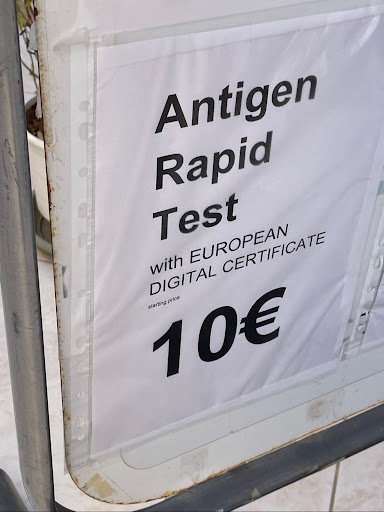 Antigen
Rapid
Test
with EUROPEAN
DIGITAL CERTIFICATE
starting price
10€